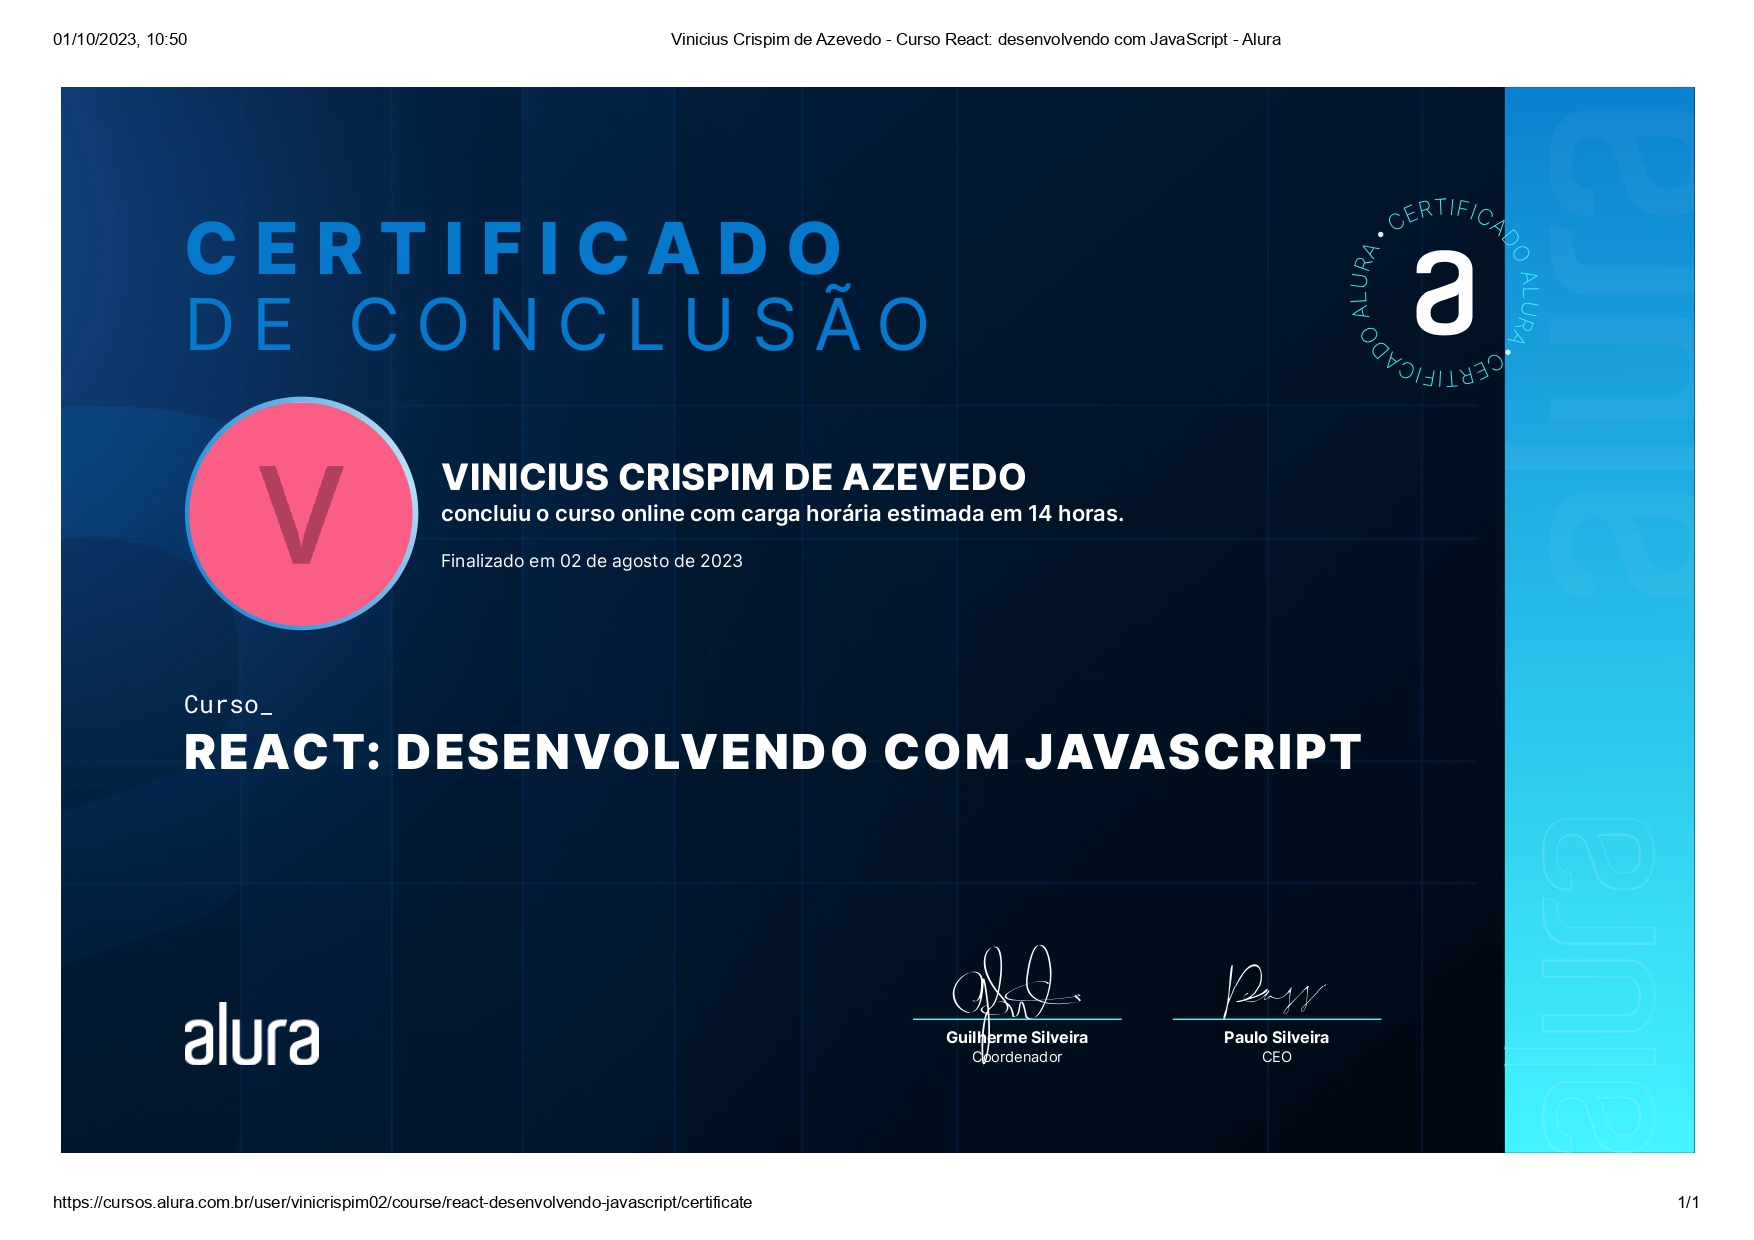 01/10/2023, 10:50
Vinicius Crispim de Azevedo - Curso React: desenvolvendo com JavaScript - Alura
CERTIFICADO
DE CONCLUSÃO
CERTIFICADO ALURA • CERTIFICADO ALURA •
a
alura
V
VINICIUS CRISPIM DE AZEVEDO
concluiu o curso online com carga horária estimada em 14 horas.
Finalizado em 02 de agosto de 2023
Curso_
REACT: DESENVOLVENDO COM JAVASCRIPT
alura
alura
Guilherme Silveira
Coordenador
Paulo Silveira
CEO
https://cursos.alura.com.br/user/vinicrispim02/course/react-desenvolvendo-javascript/certificate
1/1